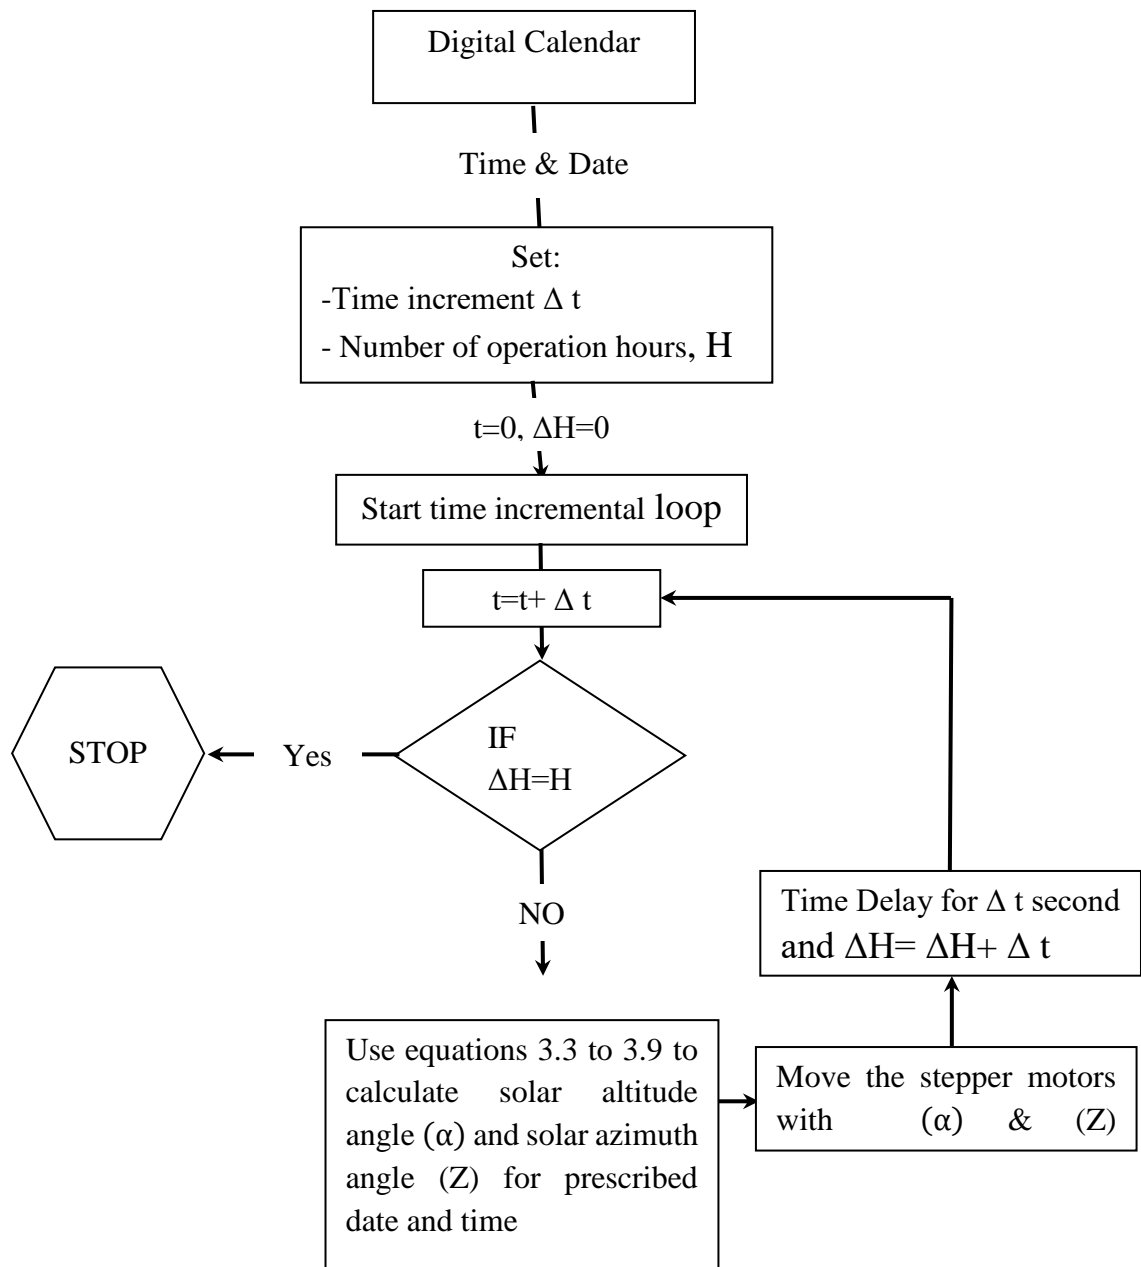 Digital Calendar
Time & Date
Set:
-Time increment Δ t
- Number of operation hours, H
t=0, ΔH=0
Start time incremental loop
t=t+ Δ t
IF
ΔH=H
Yes
STOP
NO
Use equations 3.3 to 3.9 to
calculate solar altitude
angle (α) and solar azimuth
angle (Z) for prescribed
date and time
Move the stepper motors
with (α) & (Z)
Time Delay for Δ t second
and ΔH= ΔH+ Δ t